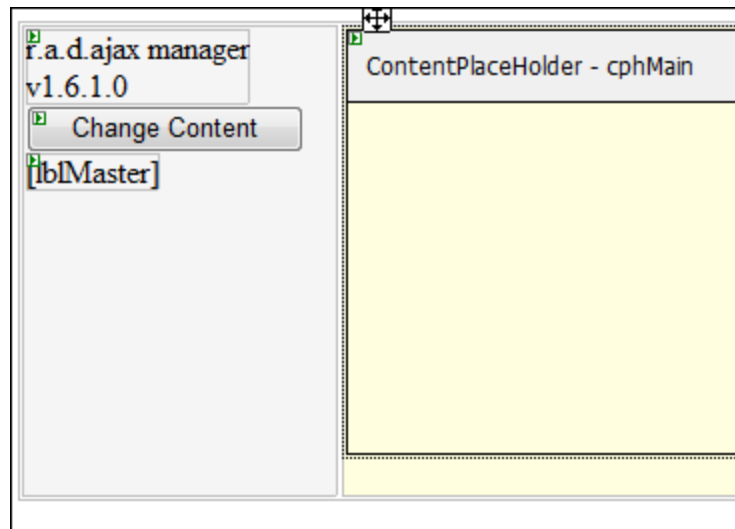 r.a.d.ajax manager
v1.6.1.0
Change Content
[lblMaster]
ContentPlaceHolder - cphMain